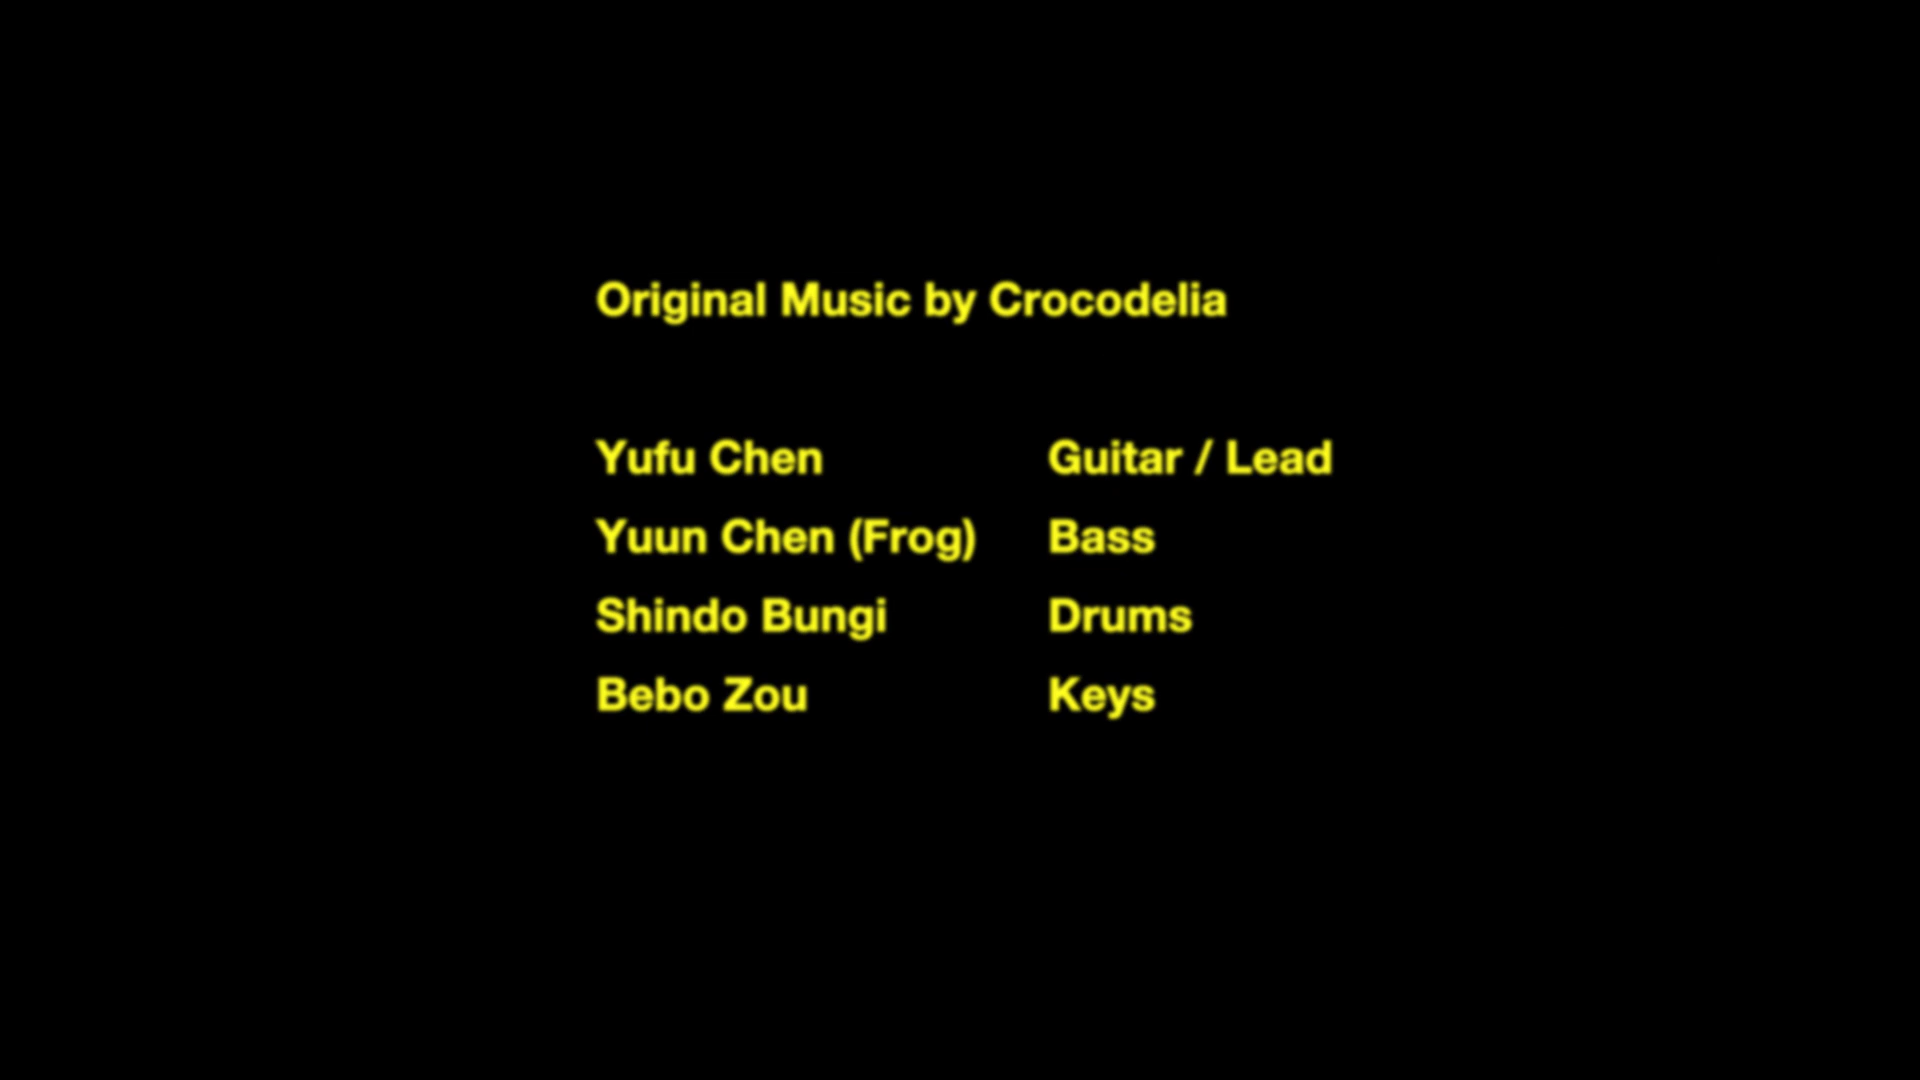 Original Music by Crocodelia
Yufu Chen Guitar / Lead
Yuun Chen (Frog) Bass
Shindo Bungi Drums
Bebo Zou Keys